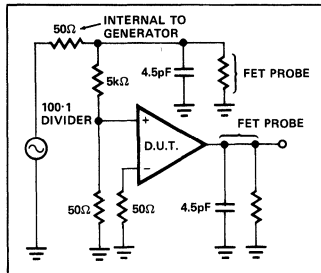 50Ω
INTERNAL TO
GENERATOR
5kΩ
4.5pF
FET PROBE
100·1
DIVIDER
FET PROBE
+
D.U.T.
−
50Ω
50Ω
4.5pF